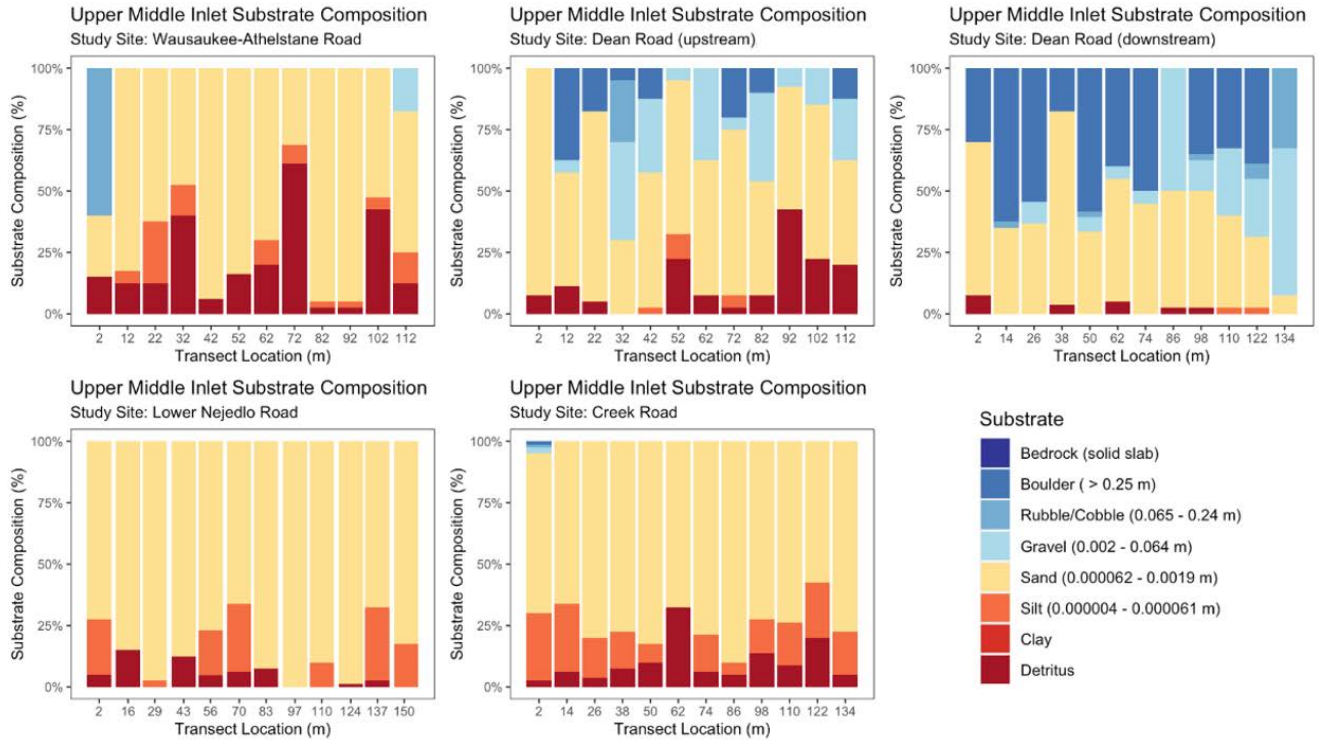 Upper Middle Inlet Substrate Composition
Study Site: Wausaukee-Athelstane Road
100%
75%
50%
25%
0%
Substrate Composition (%)
2 12 22 32 42 52 62 72 82 92 102 112
Transect Location (m)
Upper Middle Inlet Substrate Composition
Study Site: Dean Road (upstream)
100%
75%
50%
25%
0%
Substrate Composition (%)
2 12 22 32 42 52 62 72 82 92 102 112
Transect Location (m)
Upper Middle Inlet Substrate Composition
Study Site: Dean Road (downstream)
100%
75%
50%
25%
0%
Substrate Composition (%)
2 14 26 38 50 62 74 86 98 110 122 134
Transect Location (m)
Upper Middle Inlet Substrate Composition
Study Site: Lower Nejedlo Road
100%
75%
50%
25%
0%
Substrate Composition (%)
2 16 29 43 56 70 83 97 110 124 137 150
Transect Location (m)
Upper Middle Inlet Substrate Composition
Study Site: Creek Road
100%
75%
50%
25%
0%
Substrate Composition (%)
2 14 26 38 50 62 74 86 98 110 122 134
Transect Location (m)
Substrate
Bedrock (solid slab)
Boulder ( > 0.25 m)
Rubble/Cobble (0.065 - 0.24 m)
Gravel (0.002 - 0.064 m)
Sand (0.000062 - 0.0019 m)
Silt (0.000004 - 0.000061 m)
Clay
Detritus